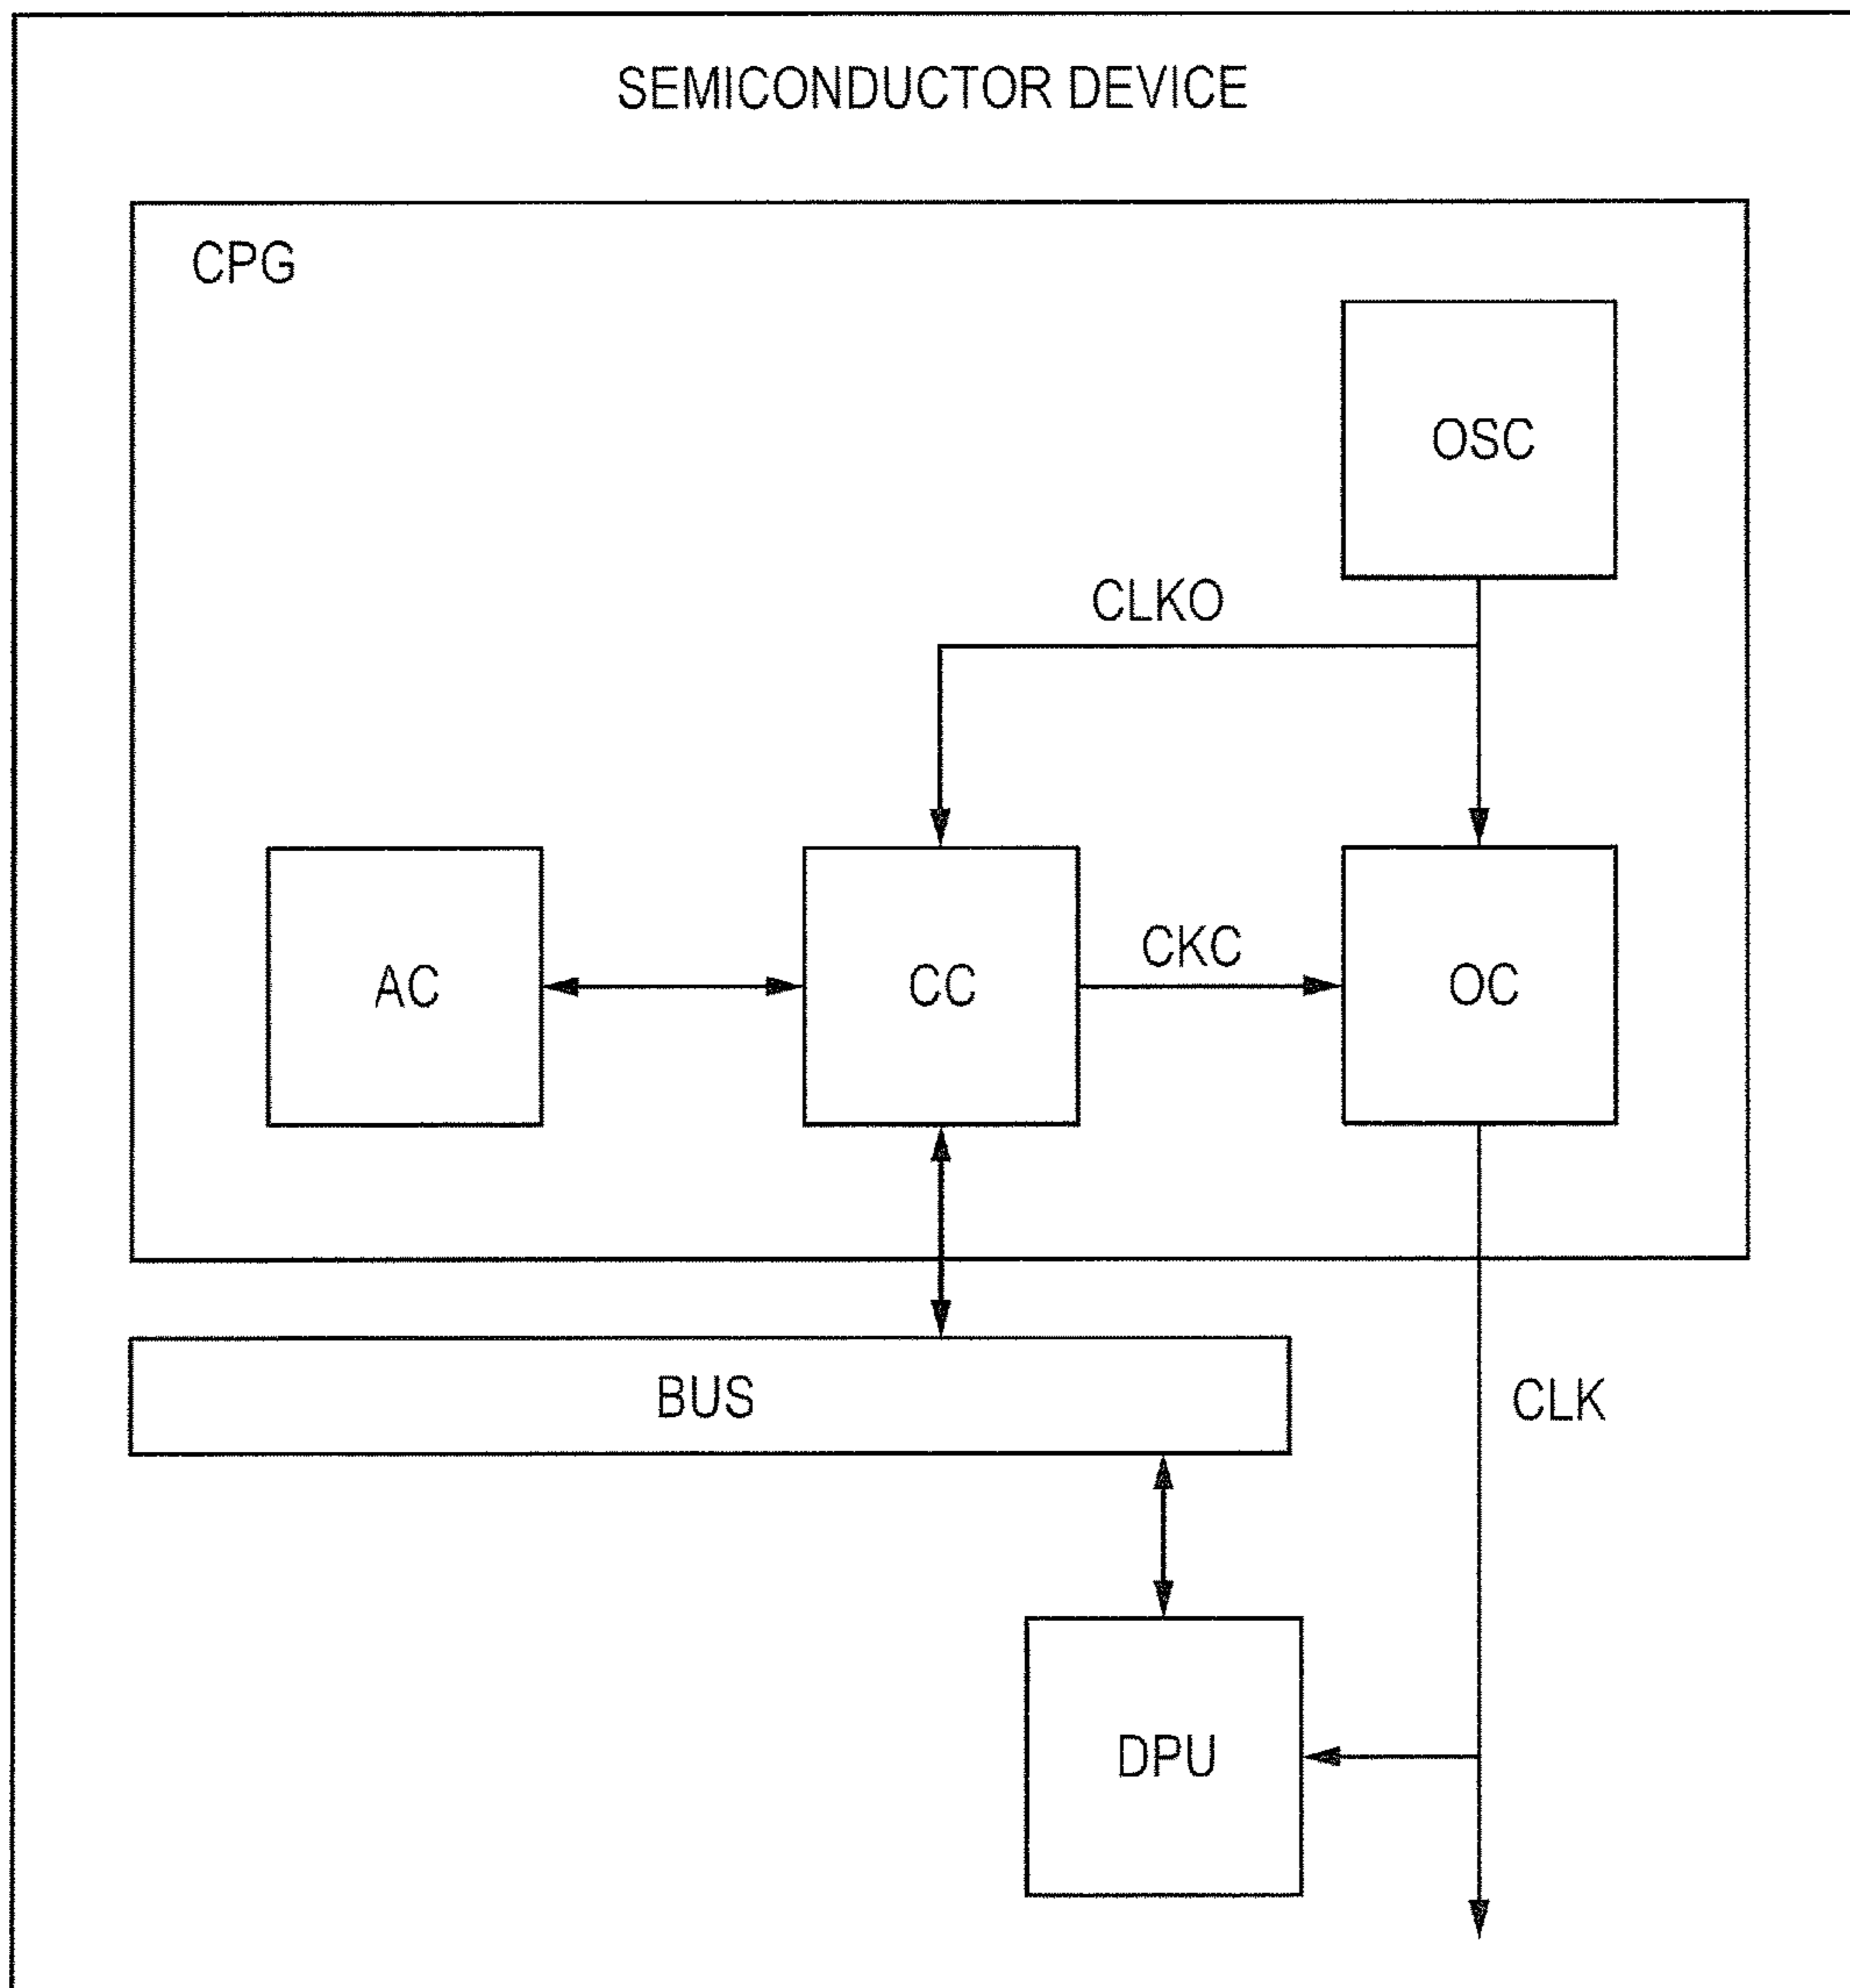 SEMICONDUCTOR DEVICE
CPG
OSC
CLKO
AC
CC
CKC
OC
BUS
CLK
DPU